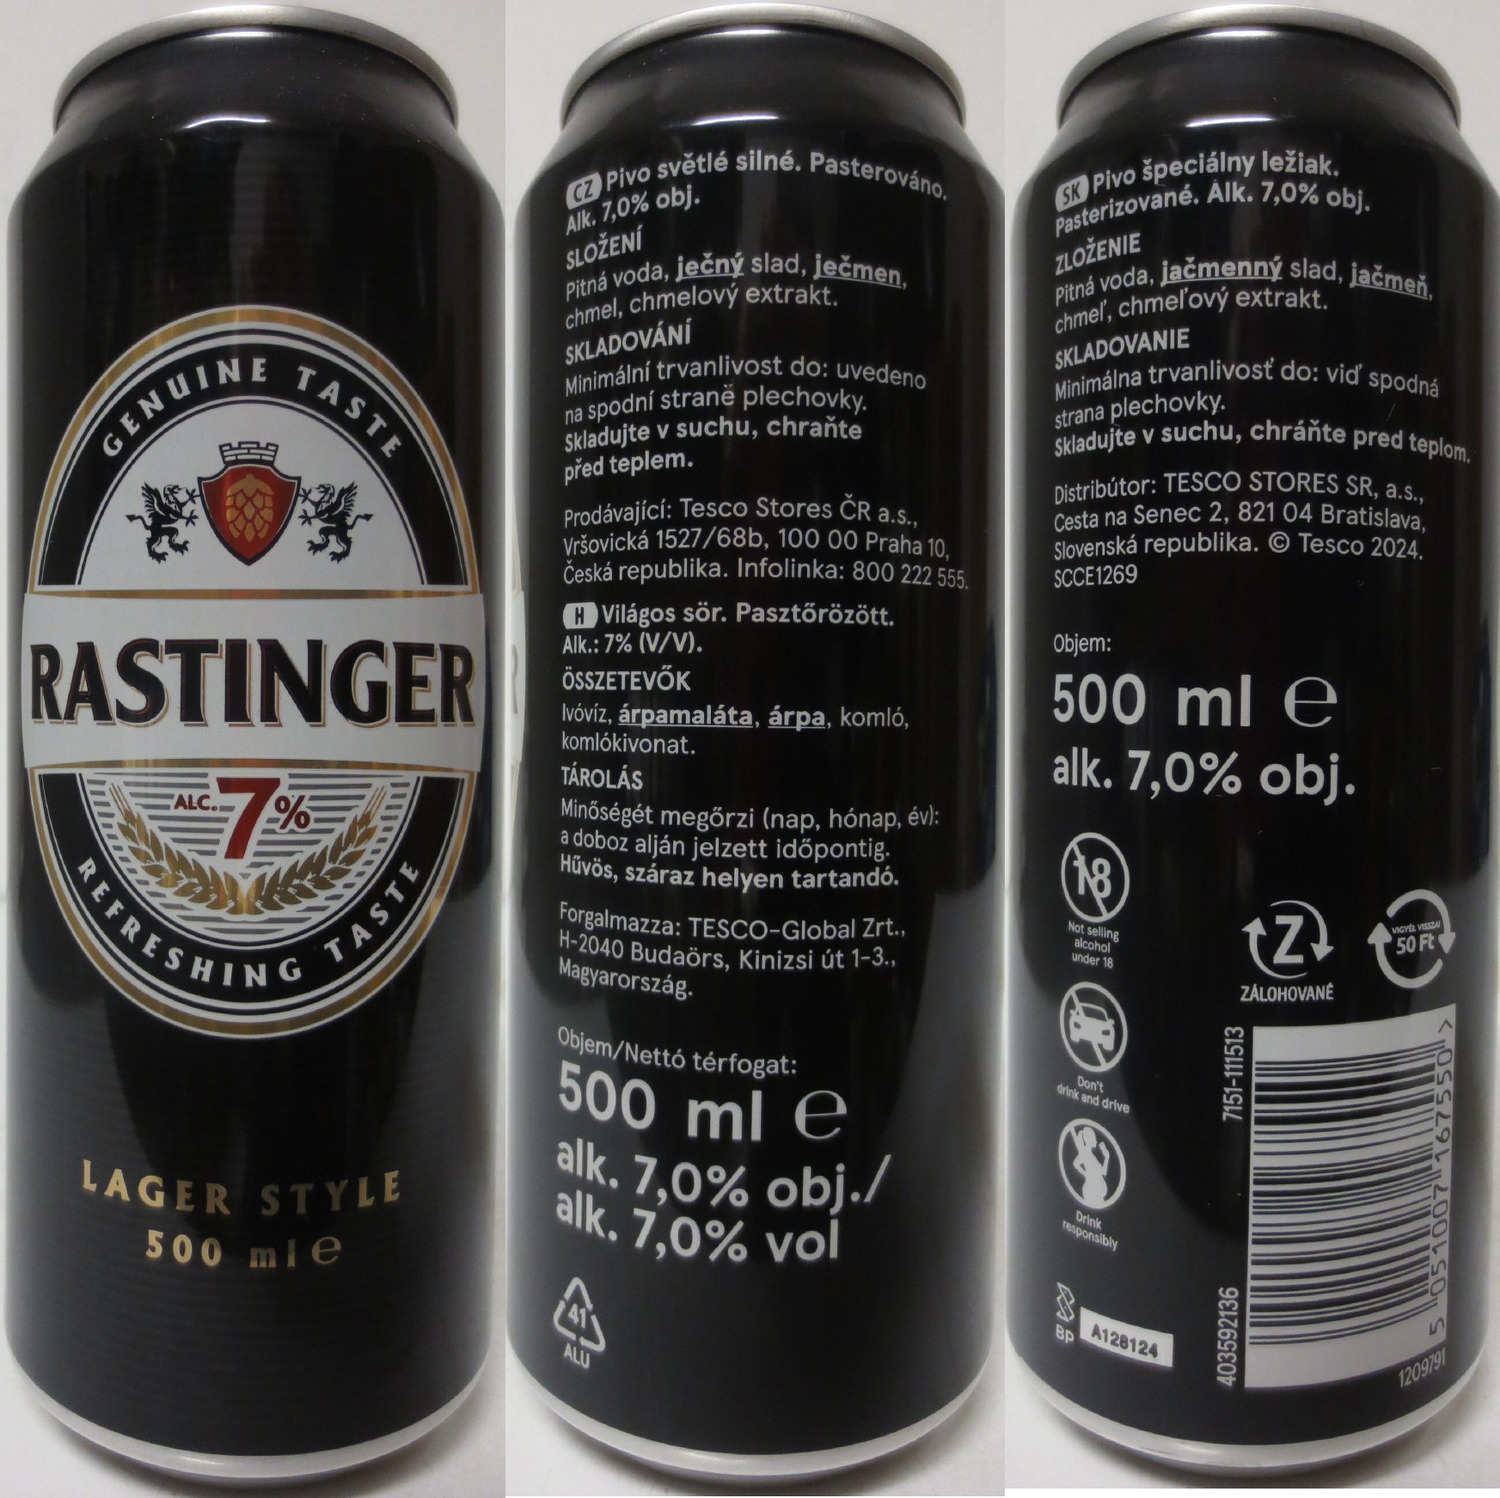 GENUINE TASTE
RASTINGER
ALC. 7%
REFRESHING TASTE
LAGER STYLE
500 ml e
CZ Pivo světlé silné. Pasterováno.
Alk. 7,0% obj.
SLOŽENÍ
Pitná voda, ječný slad, ječmen,
chmel, chmelový extrakt.
SKLADOVÁNÍ
Minimální trvanlivost do: uvedeno
na spodní straně plechovky.
Skladujte v suchu, chraňte
před teplem.
Prodávající: Tesco Stores ČR a.s.,
Vršovická 1527/68b, 100 00 Praha 10,
Česká republika. Infolinka: 800 222 555.
H Világos sör. Pasztőrözött.
Alk.: 7% (V/V).
ÖSSZETEVŐK
Ivóvíz, árpamaláta, árpa, komló,
komlókivonat.
TÁROLÁS
Minőségét megőrzi (nap, hónap, év):
a doboz alján jelzett időpontig.
Hűvös, száraz helyen tartandó.
Forgalmazza: TESCO-Global Zrt.,
H-2040 Budaörs, Kinizsi út 1-3.,
Magyarország.
Objem/Nettó térfogat:
500 ml e
alk. 7,0% obj./
alk. 7,0% vol
41
ALU
SK Pivo špeciálny ležiak.
Pasterizované. Alk. 7,0% obj.
ZLOŽENIE
Pitná voda, jačmenný slad, jačmeň,
chmeľ, chmeľový extrakt.
SKLADOVANIE
Minimálna trvanlivosť do: viď spodná
strana plechovky.
Skladujte v suchu, chráňte pred teplom.
Distribútor: TESCO STORES SR, a.s.,
Cesta na Senec 2, 821 04 Bratislava,
Slovenská republika. © Tesco 2024.
SCCE1269
Objem:
500 ml e
alk. 7,0% obj.
18
Not selling
alcohol
under 18
Don't
drink and drive
Drink
responsibly
Z
ZÁLOHOVANÉ
VIGYÉL VISSZA!
50 Ft
7151-111513
403592136
5 051007 167550 >
1209791
BP
A128124